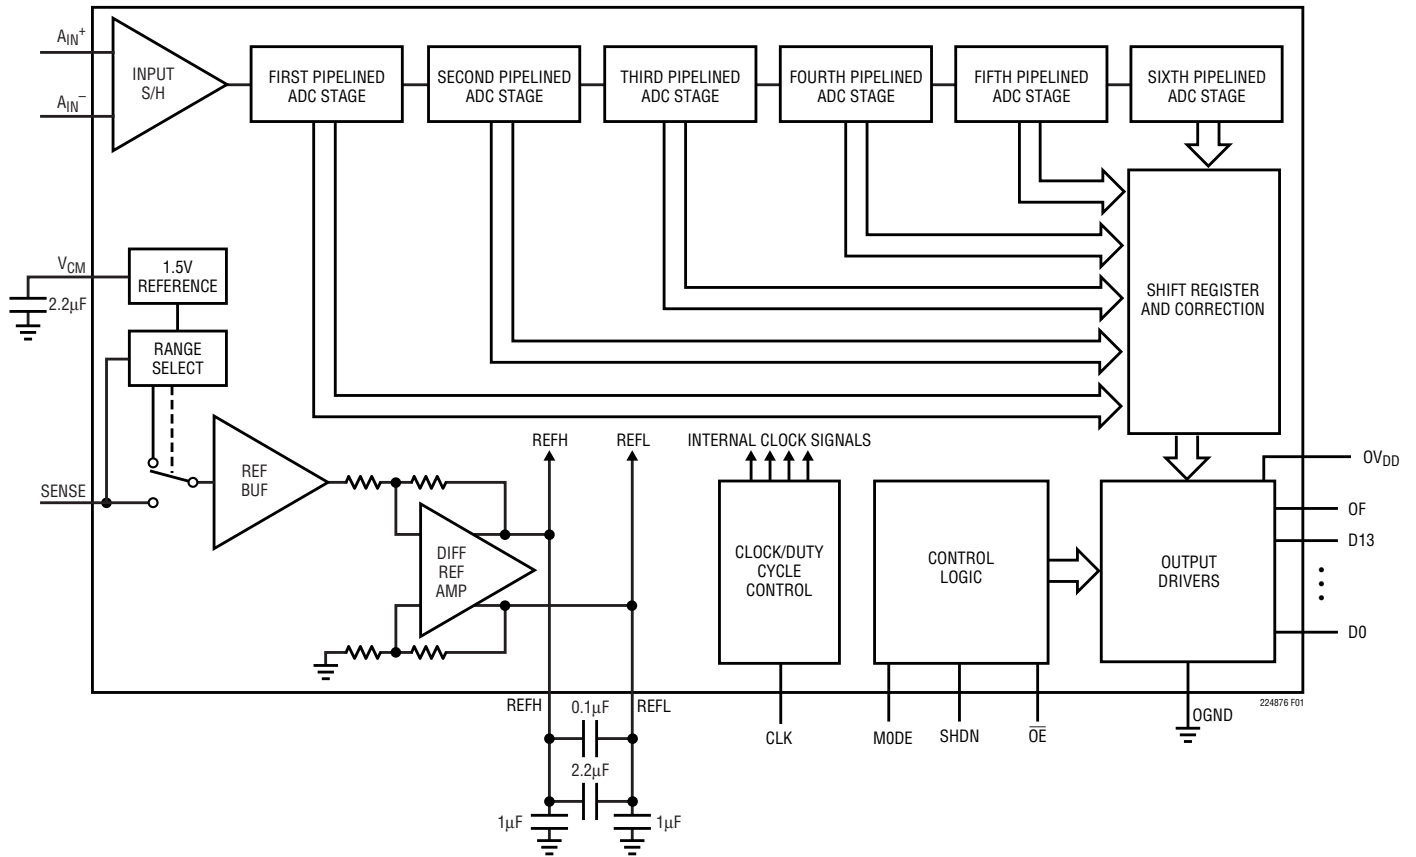 AIN+
INPUT
S/H
AIN–
FIRST PIPELINED
ADC STAGE
SECOND PIPELINED
ADC STAGE
THIRD PIPELINED
ADC STAGE
FOURTH PIPELINED
ADC STAGE
FIFTH PIPELINED
ADC STAGE
SIXTH PIPELINED
ADC STAGE
VCM
2.2µF
1.5V
REFERENCE
RANGE
SELECT
SHIFT REGISTER
AND CORRECTION
SENSE
REF
BUF
REFH
REFL
DIFF
REF
AMP
INTERNAL CLOCK SIGNALS
CLOCK/DUTY
CYCLE
CONTROL
CONTROL
LOGIC
OUTPUT
DRIVERS
OVDD
OF
D13
D0
REFH
0.1µF
REFL
2.2µF
1µF
1µF
CLK
M0DE
SHDN
OE
OGND
224876 F01